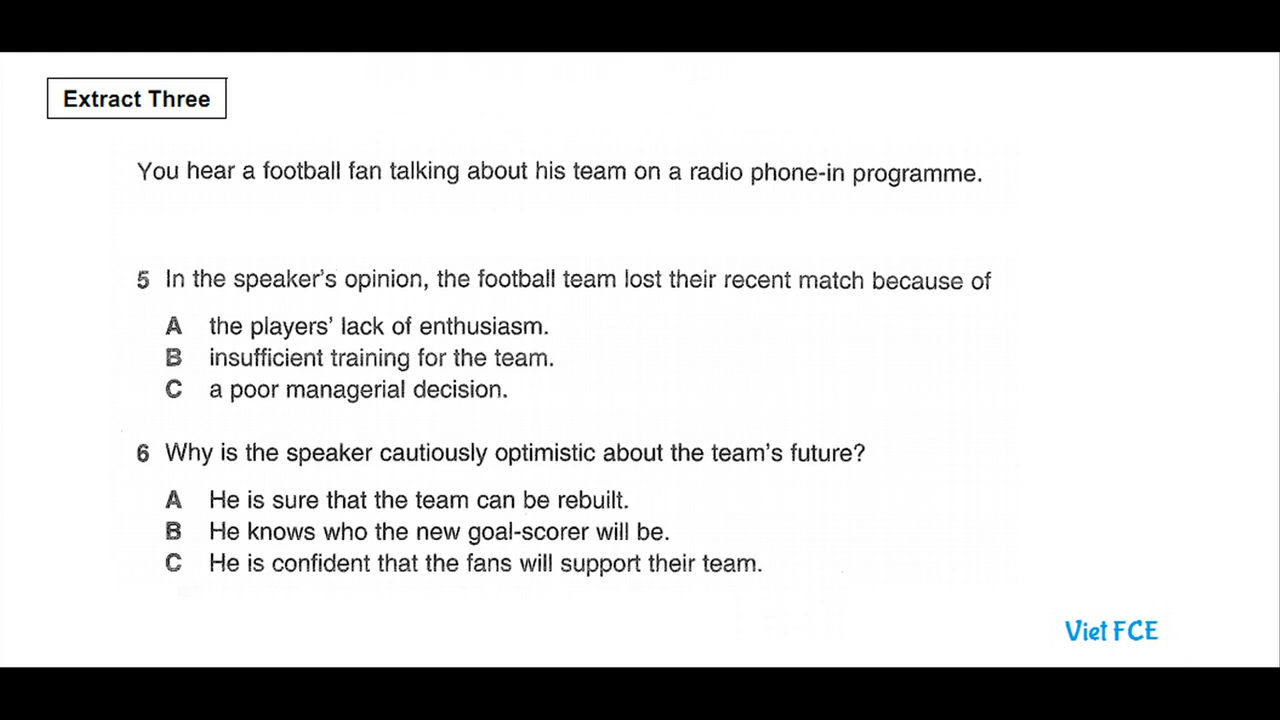 Extract Three
You hear a football fan talking about his team on a radio phone-in programme.
5 In the speaker's opinion, the football team lost their recent match because of
A the players' lack of enthusiasm.
B insufficient training for the team.
C a poor managerial decision.
6 Why is the speaker cautiously optimistic about the team's future?
A He is sure that the team can be rebuilt.
B He knows who the new goal-scorer will be.
C He is confident that the fans will support their team.
Viet FCE